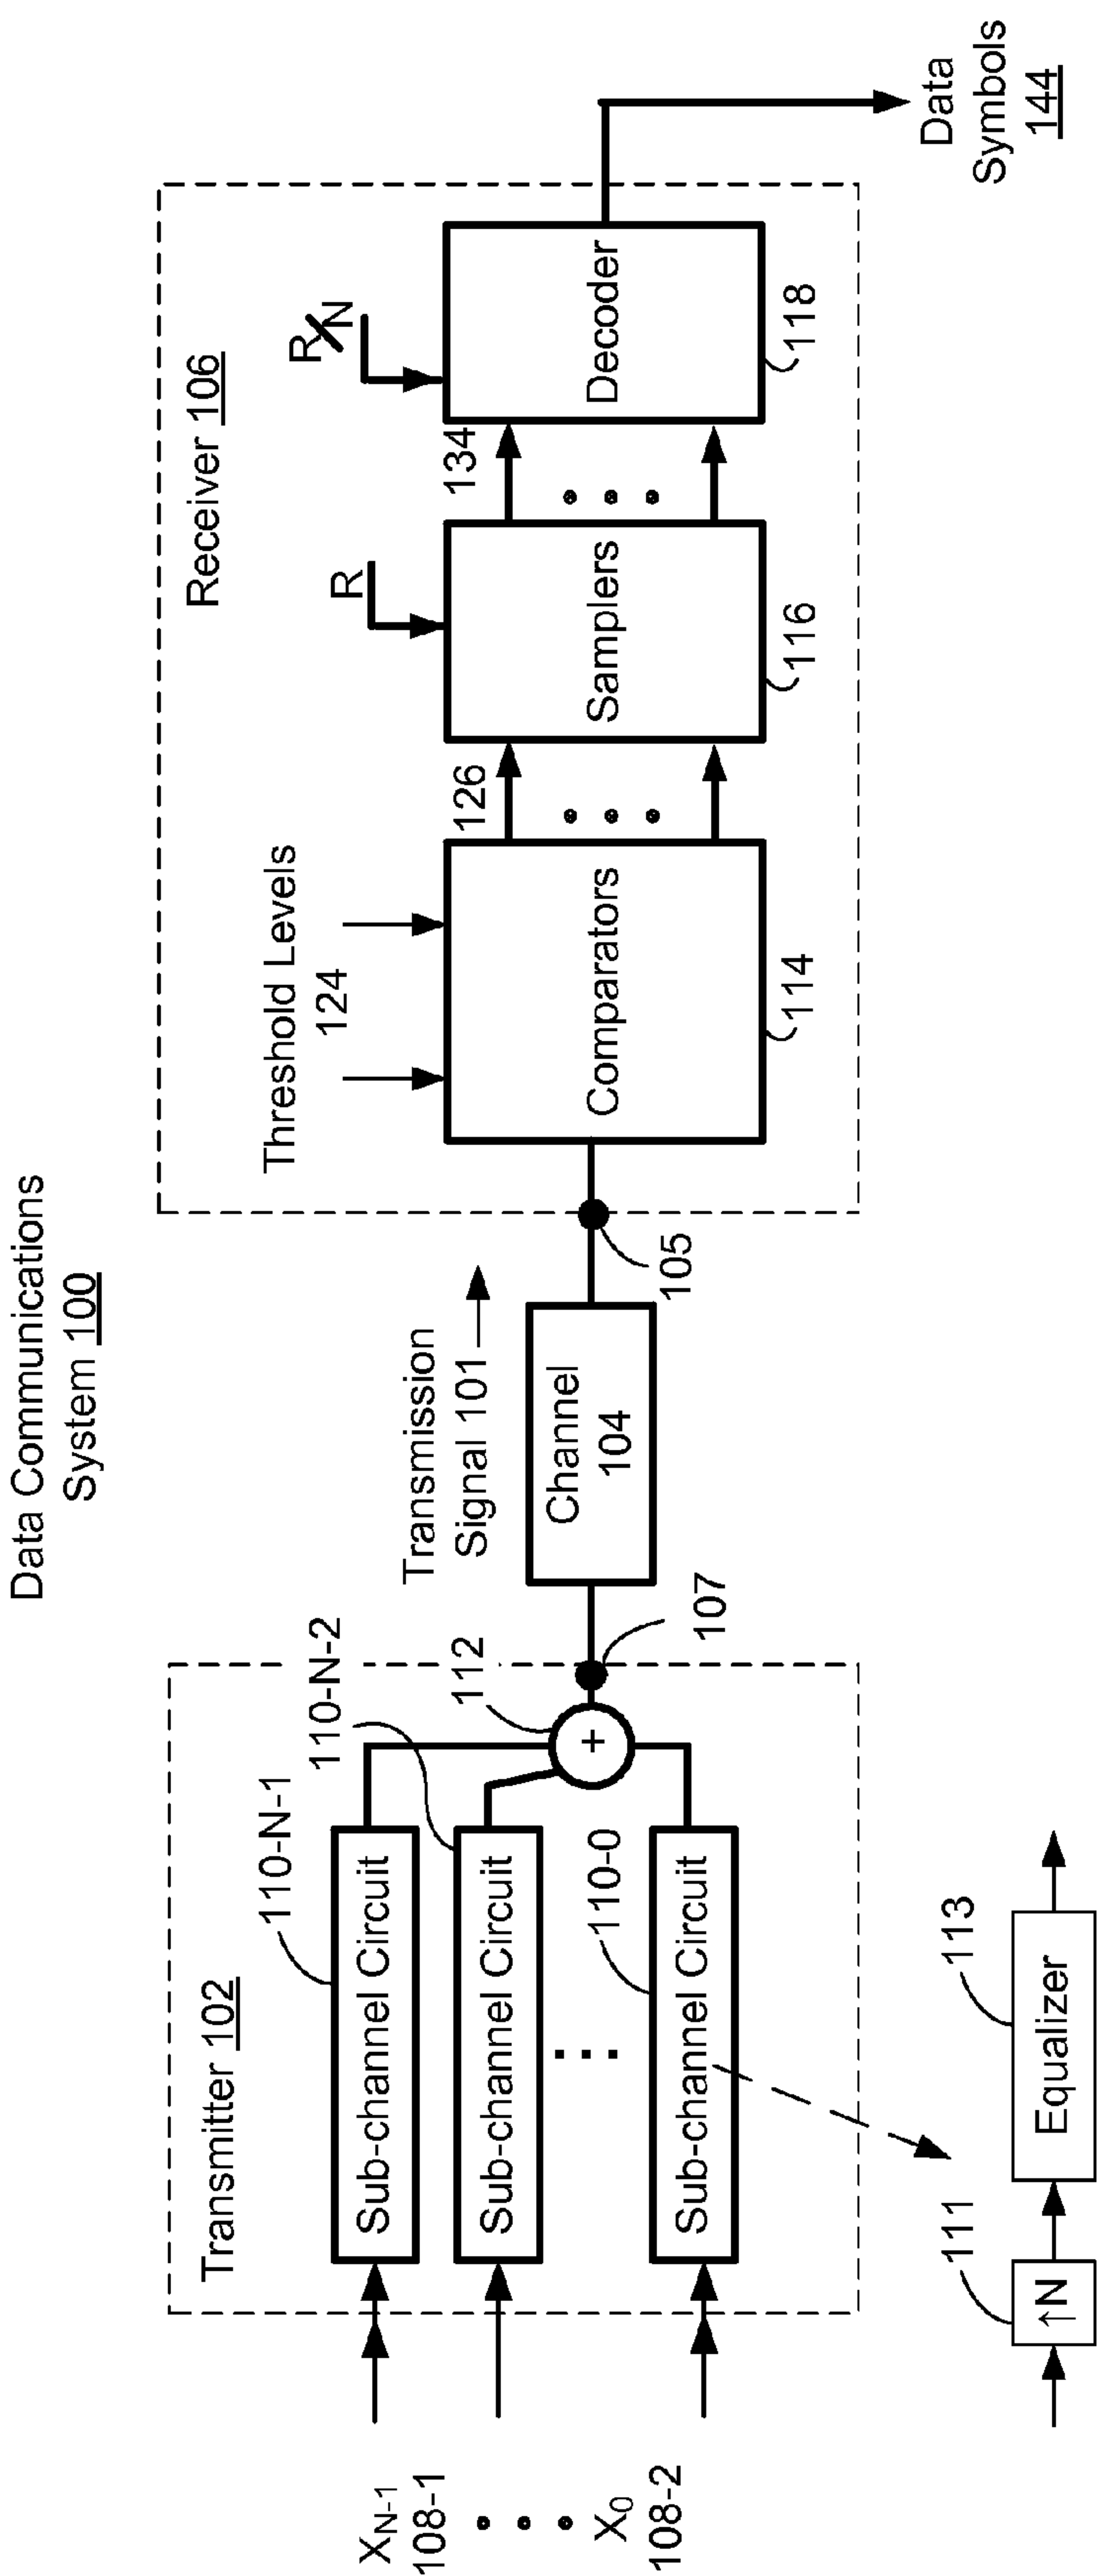 Data Communications
System 100
Transmitter 102
X_{N-1}
108-1
X_0
108-2
Sub-channel Circuit
110-N-1
Sub-channel Circuit
110-N-2
Sub-channel Circuit
110-0
112
+
107
111
↑N
Equalizer
113
Transmission
Signal 101
Channel
104
105
Receiver 106
Threshold Levels
124
Comparators
114
126
R
Samplers
116
134
R/N
Decoder
118
Data
Symbols
144